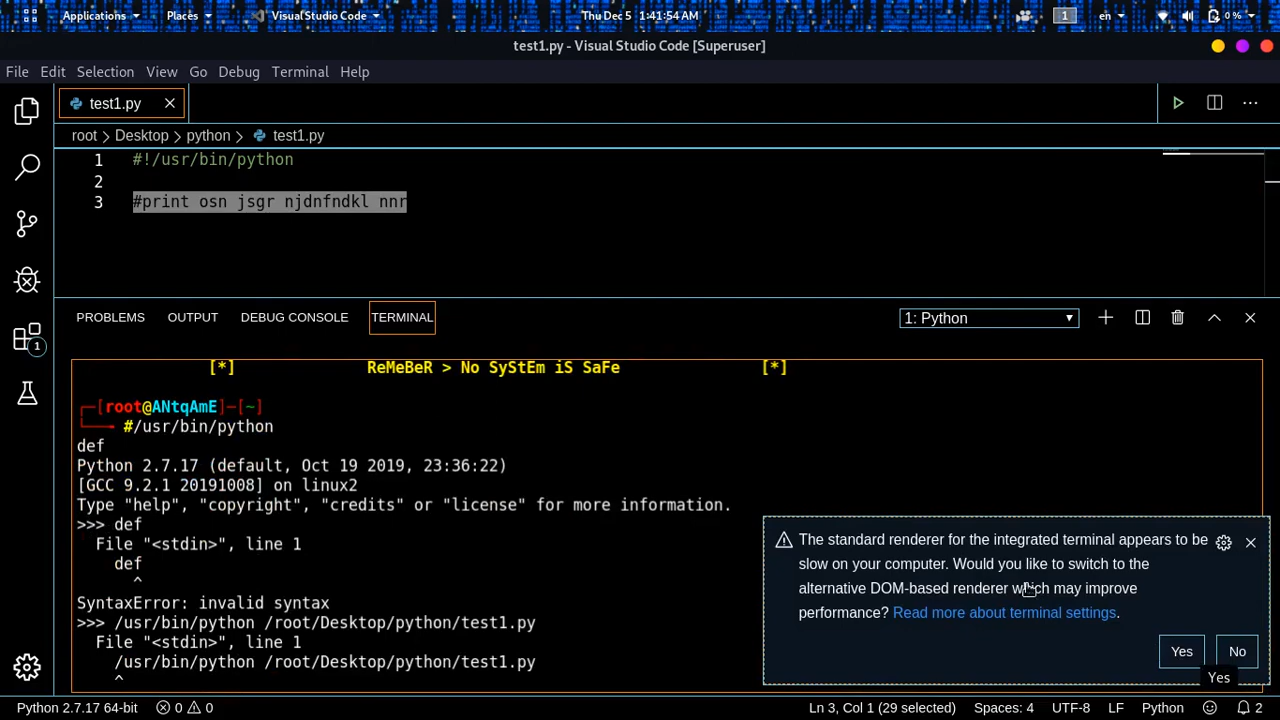 Applications Places Visual Studio Code Thu Dec 5 1:41:54 AM 1 en 0 %
test1.py - Visual Studio Code [Superuser]
File Edit Selection View Go Debug Terminal Help
test1.py
root > Desktop > python > test1.py
1 #!/usr/bin/python
2
3 #print osn jsgr njdnfndkl nnr
PROBLEMS OUTPUT DEBUG CONSOLE TERMINAL 1: Python
1
[*] ReMeBeR > No SyStEm iS SaFe [*]
┌─[root@ANtqAmE]─[~]
└──╼ #/usr/bin/python
def
Python 2.7.17 (default, Oct 19 2019, 23:36:22)
[GCC 9.2.1 20191008] on linux2
Type "help", "copyright", "credits" or "license" for more information.
>>> def
File "<stdin>", line 1
def
^
SyntaxError: invalid syntax
>>> /usr/bin/python /root/Desktop/python/test1.py
File "<stdin>", line 1
/usr/bin/python /root/Desktop/python/test1.py
^
The standard renderer for the integrated terminal appears to be
slow on your computer. Would you like to switch to the
alternative DOM-based renderer which may improve
performance? Read more about terminal settings.
Yes No
Yes
Python 2.7.17 64-bit 0 0 Ln 3, Col 1 (29 selected) Spaces: 4 UTF-8 LF Python 2